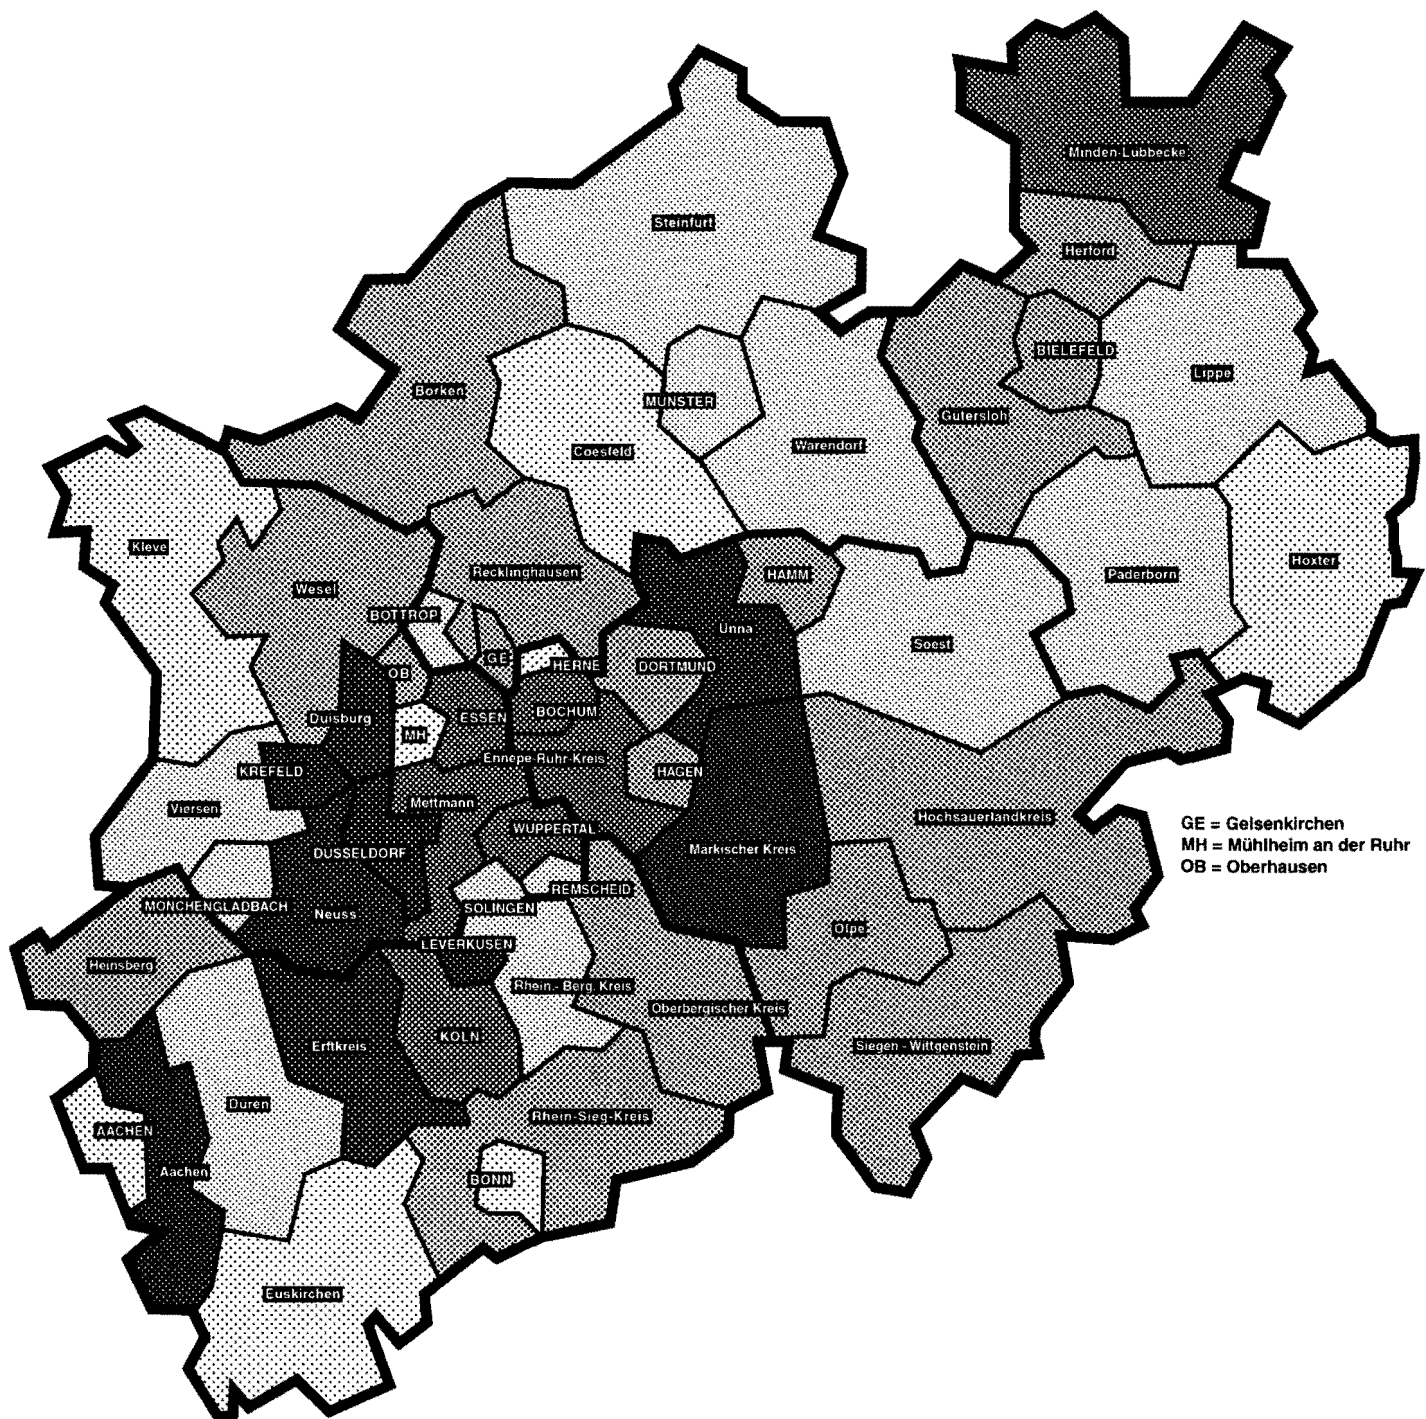 Minden-Lubbecke
Steinfurt
Herford
BIELEFELD
Lippe
Borken
MUNSTER
Gutersloh
Warendorf
Coesfeld
Kleve
Hoxter
Recklinghausen
HAMM
Paderborn
Wesel
BOTTROP
Unna
Soest
GE
HERNE
DORTMUND
OB
Duisburg
ESSEN
BOCHUM
MH
Ennepe-Ruhr-Kreis
KREFELD
HAGEN
Viersen
Mettmann
Hochsauerlandkreis
GE = Gelsenkirchen
WUPPERTAL
MH = Mühlheim an der Ruhr
DUSSELDORF
Markischer Kreis
OB = Oberhausen
REMSCHEID
MONCHENGLADBACH
SOLINGEN
Neuss
Olpe
LEVERKUSEN
Heinsberg
Rhein.- Berg. Kreis
Oberbergischer Kreis
KOLN
Erftkreis
Siegen - Wittgenstein
Duren
Rhein-Sieg-Kreis
AACHEN
Aachen
BONN
Euskirchen